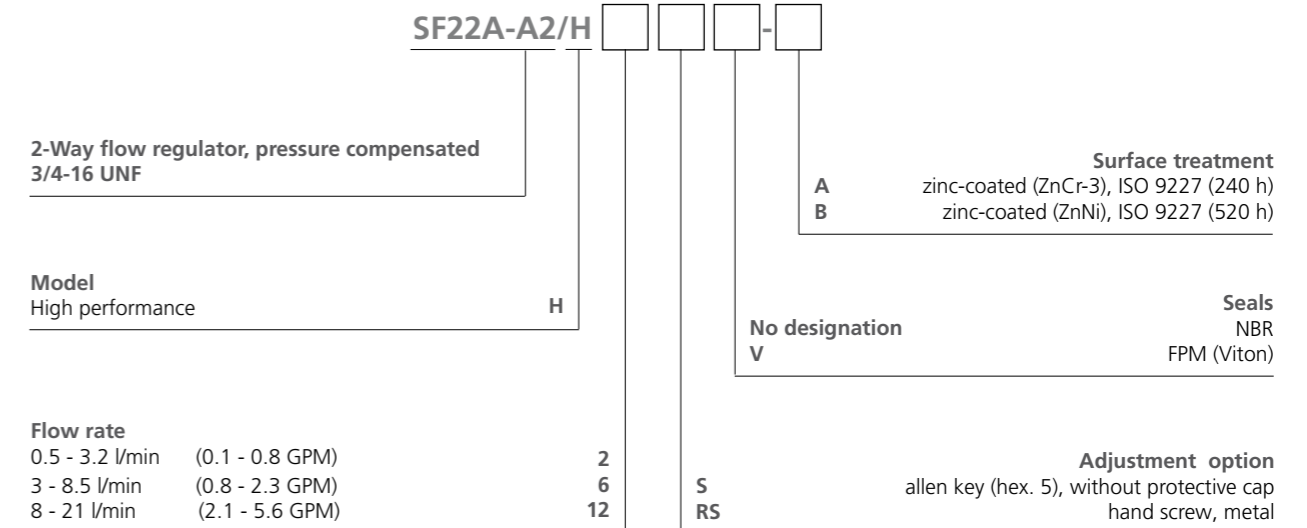 SF22A-A2/H -
2-Way flow regulator, pressure compensated
3/4-16 UNF
Surface treatment
A zinc-coated (ZnCr-3), ISO 9227 (240 h)
B zinc-coated (ZnNi), ISO 9227 (520 h)
Model
High performance H
Seals
No designation NBR
V FPM (Viton)
Flow rate
0.5 - 3.2 l/min (0.1 - 0.8 GPM) 2
3 - 8.5 l/min (0.8 - 2.3 GPM) 6
8 - 21 l/min (2.1 - 5.6 GPM) 12
Adjustment option
S allen key (hex. 5), without protective cap
RS hand screw, metal